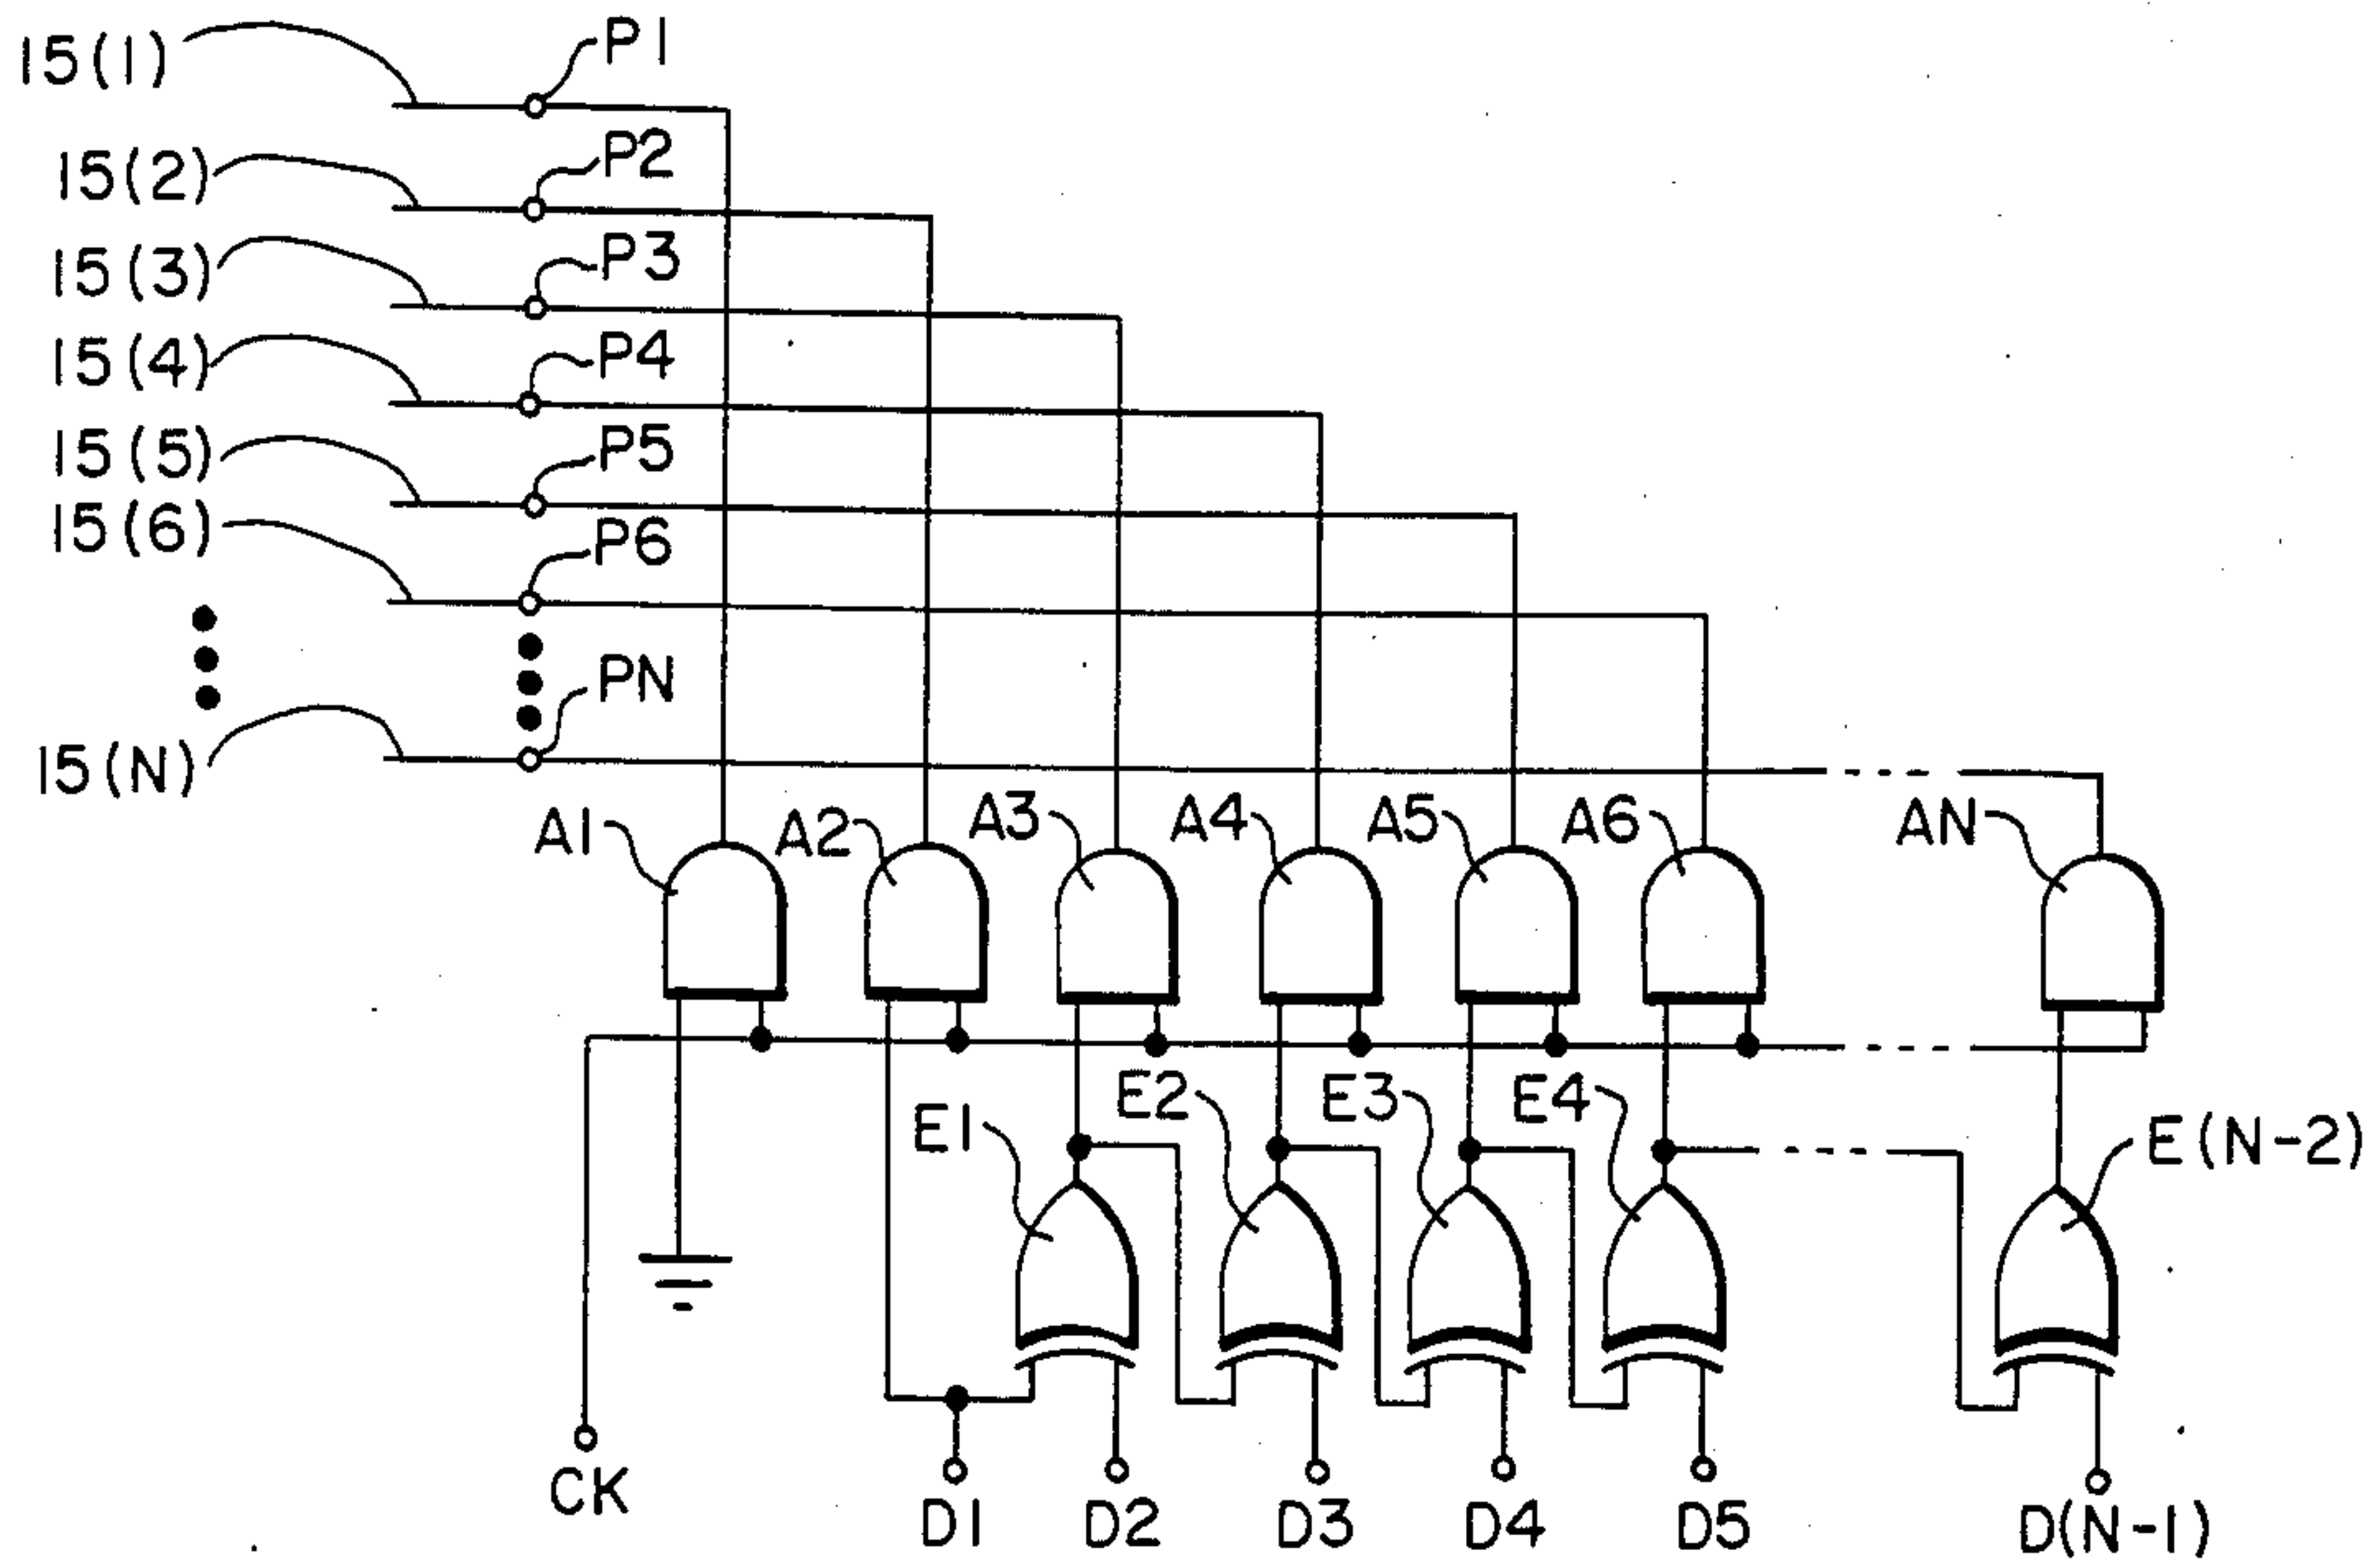 15(1)
P1
15(2)
P2
15(3)
P3
15(4)
P4
15(5)
P5
15(6)
P6
PN
15(N)
A1
A2
A3
A4
A5
A6
AN
E1
E2
E3
E4
E(N-2)
CK
D1
D2
D3
D4
D5
D(N-1)